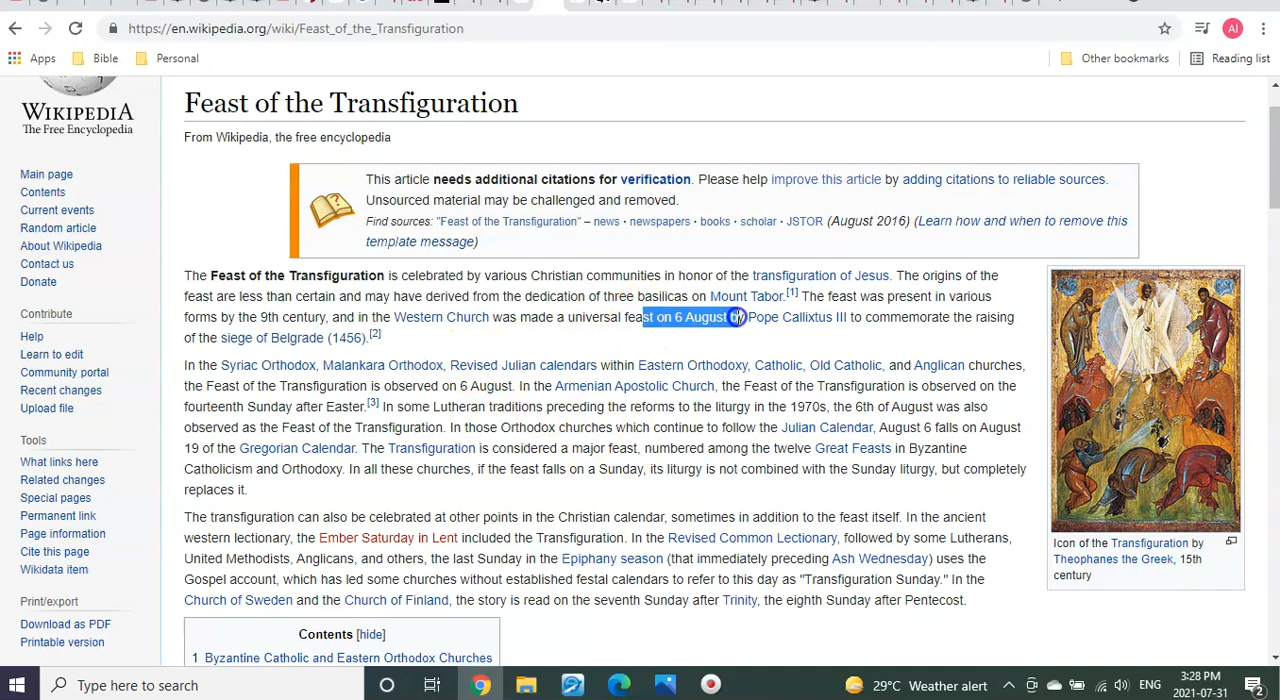 https://en.wikipedia.org/wiki/Feast_of_the_Transfiguration
AI
Apps Bible Personal Other bookmarks Reading list
WIKIPEDIA
The Free Encyclopedia
Main page
Contents
Current events
Random article
About Wikipedia
Contact us
Donate
Contribute
Help
Learn to edit
Community portal
Recent changes
Upload file
Tools
What links here
Related changes
Special pages
Permanent link
Page information
Cite this page
Wikidata item
Print/export
Download as PDF
Printable version
Feast of the Transfiguration
From Wikipedia, the free encyclopedia
This article needs additional citations for verification. Please help improve this article by adding citations to reliable sources.
Unsourced material may be challenged and removed.
Find sources: "Feast of the Transfiguration" – news · newspapers · books · scholar · JSTOR (August 2016) (Learn how and when to remove this
template message)
The Feast of the Transfiguration is celebrated by various Christian communities in honor of the transfiguration of Jesus. The origins of the
feast are less than certain and may have derived from the dedication of three basilicas on Mount Tabor.[1] The feast was present in various
forms by the 9th century, and in the Western Church was made a universal feast on 6 August by Pope Callixtus III to commemorate the raising
of the siege of Belgrade (1456).[2]
In the Syriac Orthodox, Malankara Orthodox, Revised Julian calendars within Eastern Orthodoxy, Catholic, Old Catholic, and Anglican churches,
the Feast of the Transfiguration is observed on 6 August. In the Armenian Apostolic Church, the Feast of the Transfiguration is observed on the
fourteenth Sunday after Easter.[3] In some Lutheran traditions preceding the reforms to the liturgy in the 1970s, the 6th of August was also
observed as the Feast of the Transfiguration. In those Orthodox churches which continue to follow the Julian Calendar, August 6 falls on August
19 of the Gregorian Calendar. The Transfiguration is considered a major feast, numbered among the twelve Great Feasts in Byzantine
Catholicism and Orthodoxy. In all these churches, if the feast falls on a Sunday, its liturgy is not combined with the Sunday liturgy, but completely
replaces it.
The transfiguration can also be celebrated at other points in the Christian calendar, sometimes in addition to the feast itself. In the ancient
western lectionary, the Ember Saturday in Lent included the Transfiguration. In the Revised Common Lectionary, followed by some Lutherans,
United Methodists, Anglicans, and others, the last Sunday in the Epiphany season (that immediately preceding Ash Wednesday) uses the
Gospel account, which has led some churches without established festal calendars to refer to this day as "Transfiguration Sunday." In the
Church of Sweden and the Church of Finland, the story is read on the seventh Sunday after Trinity, the eighth Sunday after Pentecost.
Icon of the Transfiguration by
Theophanes the Greek, 15th
century
Contents [hide]
1 Byzantine Catholic and Eastern Orthodox Churches
Type here to search
29°C Weather alert
ENG
3:28 PM
2021-07-31
2